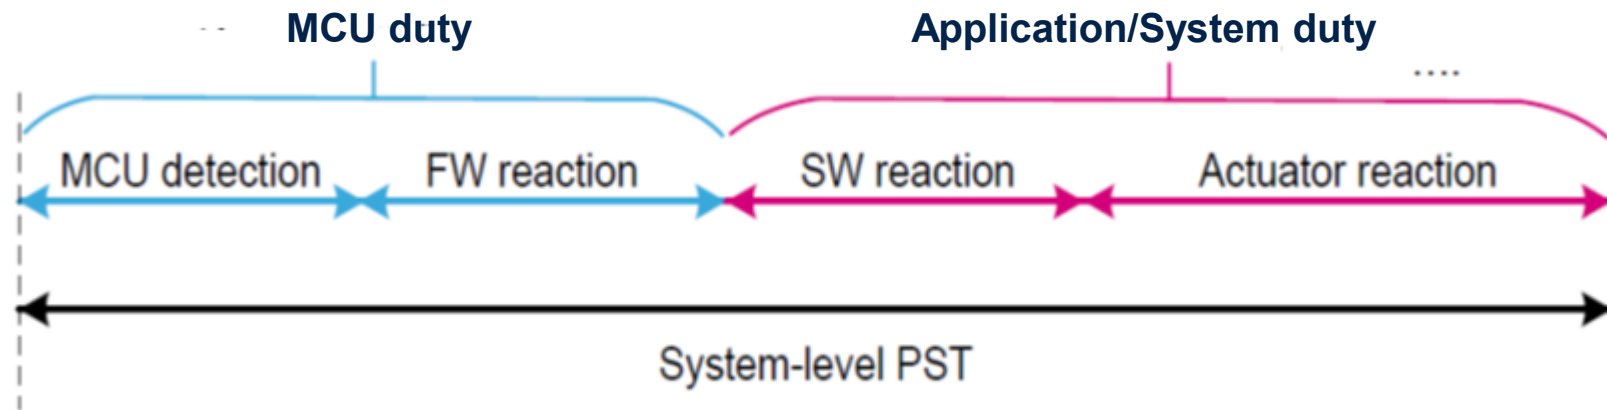 MCU duty
Application/System duty
....
MCU detection
FW reaction
SW reaction
Actuator reaction
System-level PST